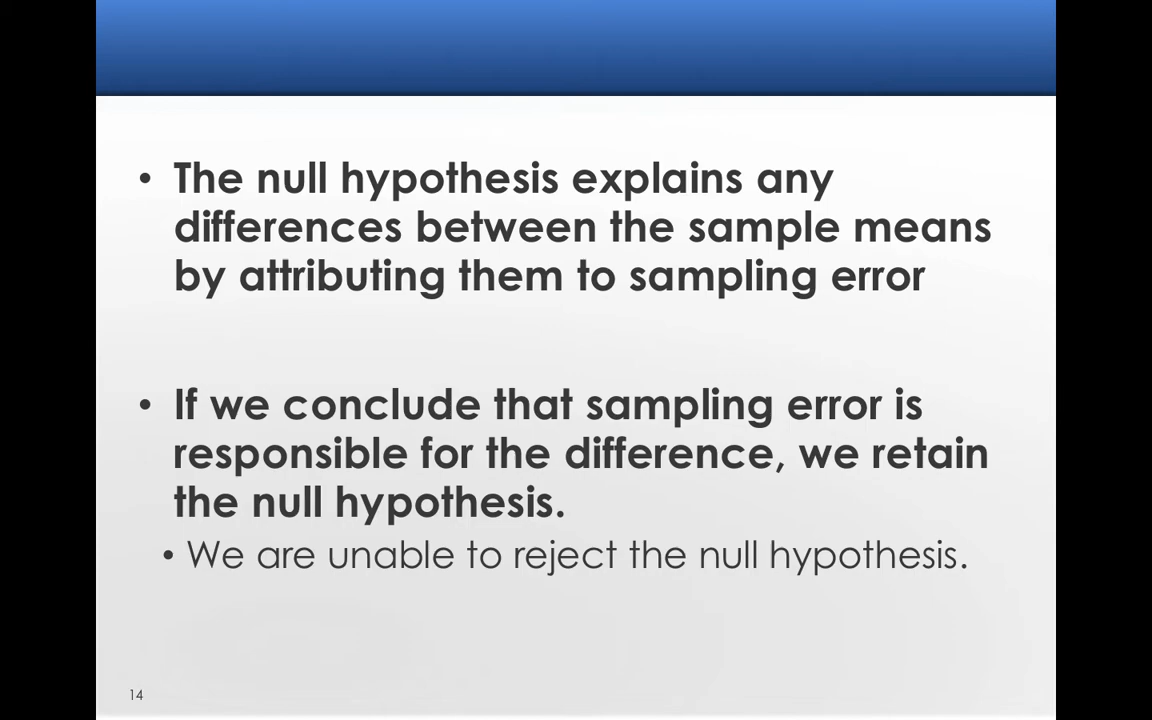 • The null hypothesis explains any
differences between the sample means
by attributing them to sampling error
• If we conclude that sampling error is
responsible for the difference, we retain
the null hypothesis.
• We are unable to reject the null hypothesis.
14